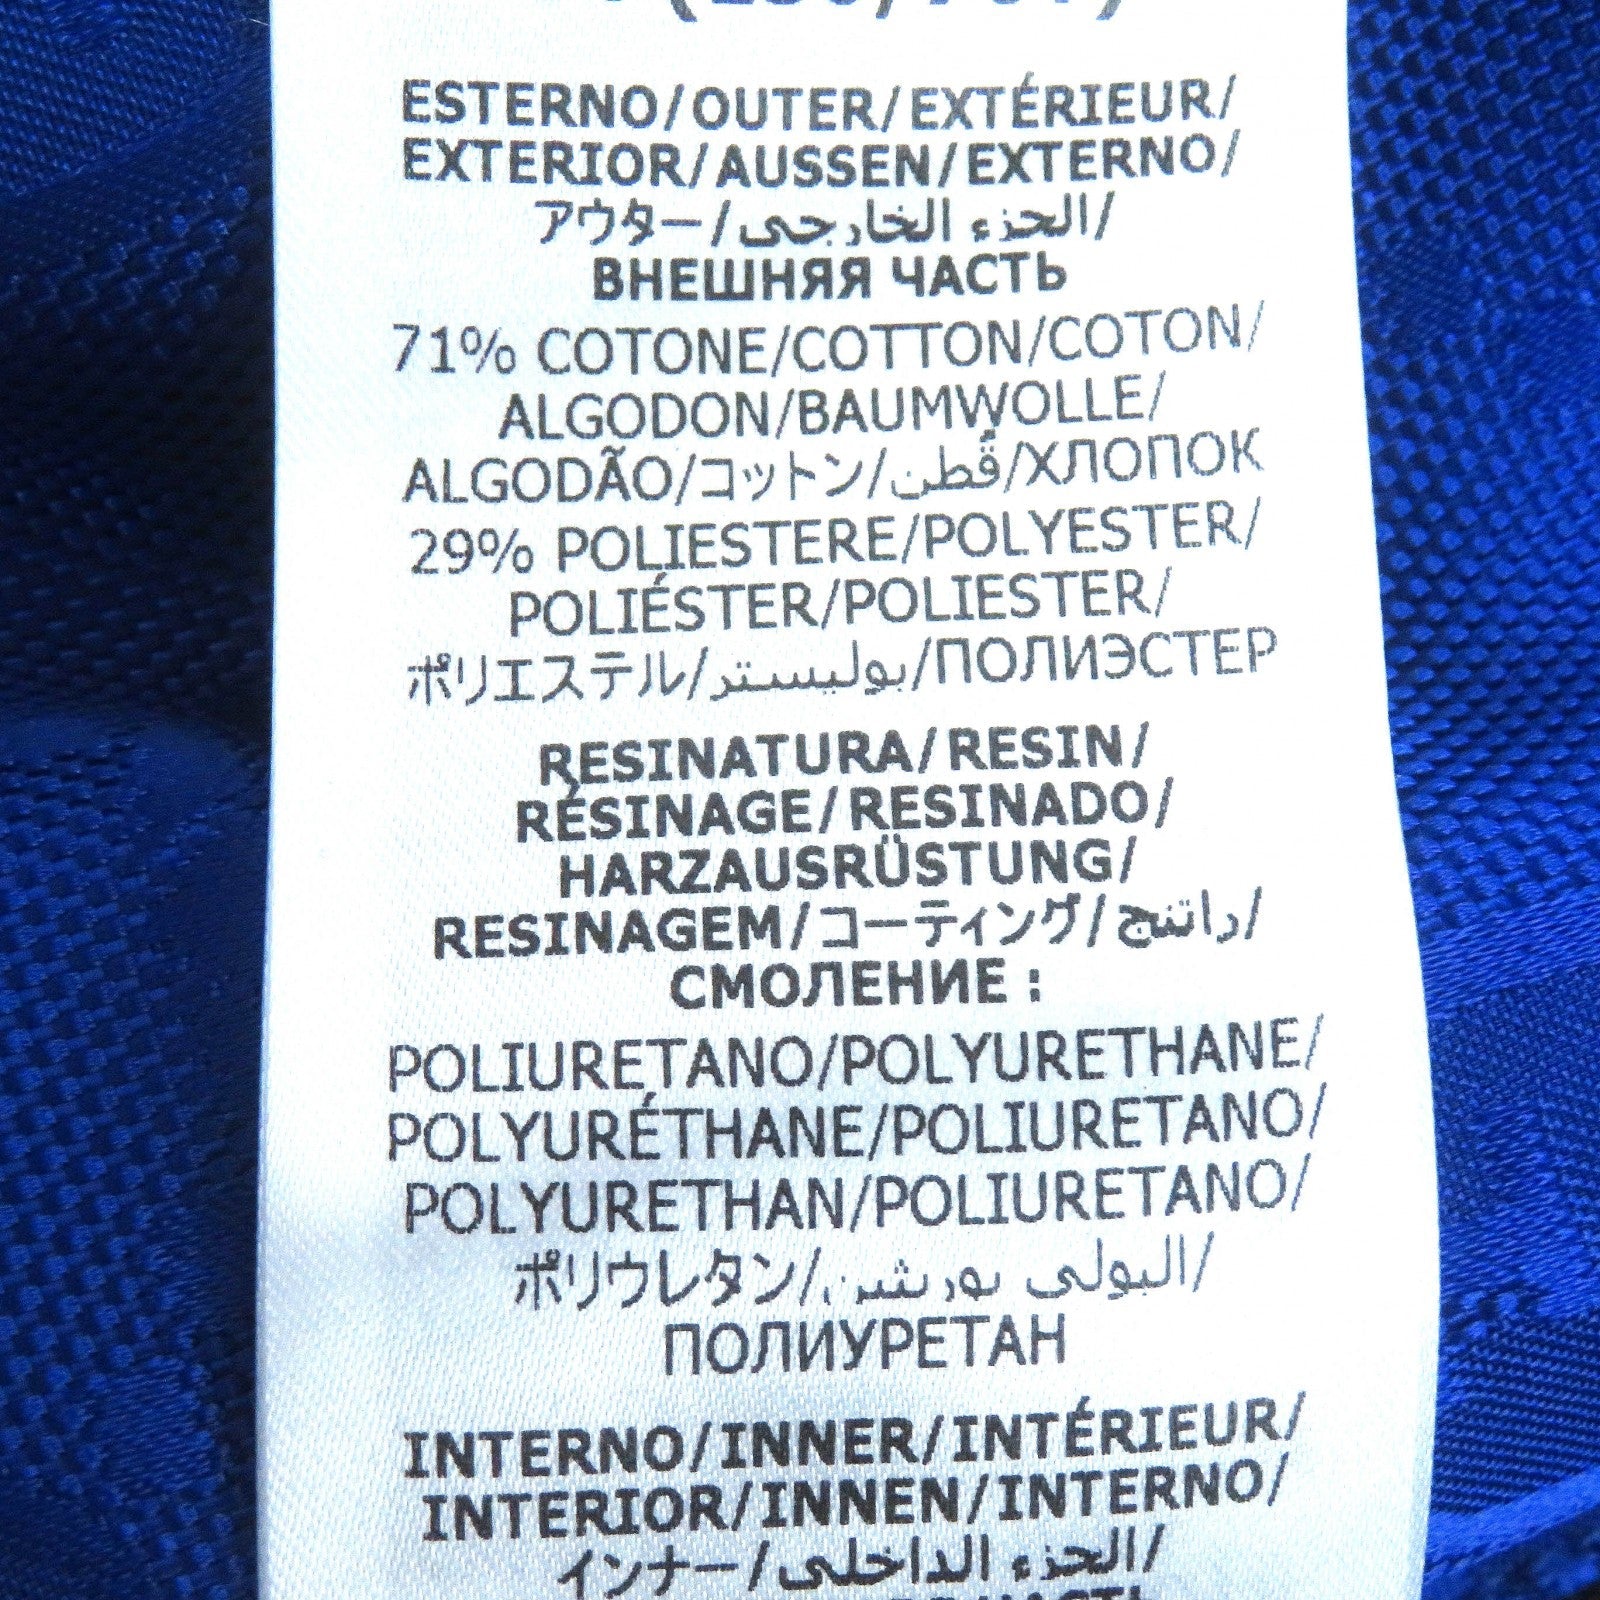 ESTERNO/OUTER/EXTÉRIEUR/
EXTERIOR/AUSSEN/EXTERNO/
アウター/الجزء الخارجى/
ВНЕШНЯЯ ЧАСТЬ
71% COTONE/COTTON/COTON/
ALGODON/BAUMWOLLE/
ALGODÃO/コットン/قطن/ХЛОПОК
29% POLIESTERE/POLYESTER/
POLIÉSTER/POLIESTER/
ポリエステル/بوليستر/ПОЛИЭСТЕР
RESINATURA/RESIN/
RÉSINAGE/RESINADO/
HARZAUSRÜSTUNG/
RESINAGEM/コーティング/راتنج/
СМОЛЕНИЕ :
POLIURETANO/POLYURETHANE/
POLYURÉTHANE/POLIURETANO/
POLYURETHAN/POLIURETANO/
ポリウレタン/البولى يورثين/
ПОЛИУРЕТАН
INTERNO/INNER/INTÉRIEUR/
INTERIOR/INNEN/INTERNO/
インナー/الجزء الداخلى/